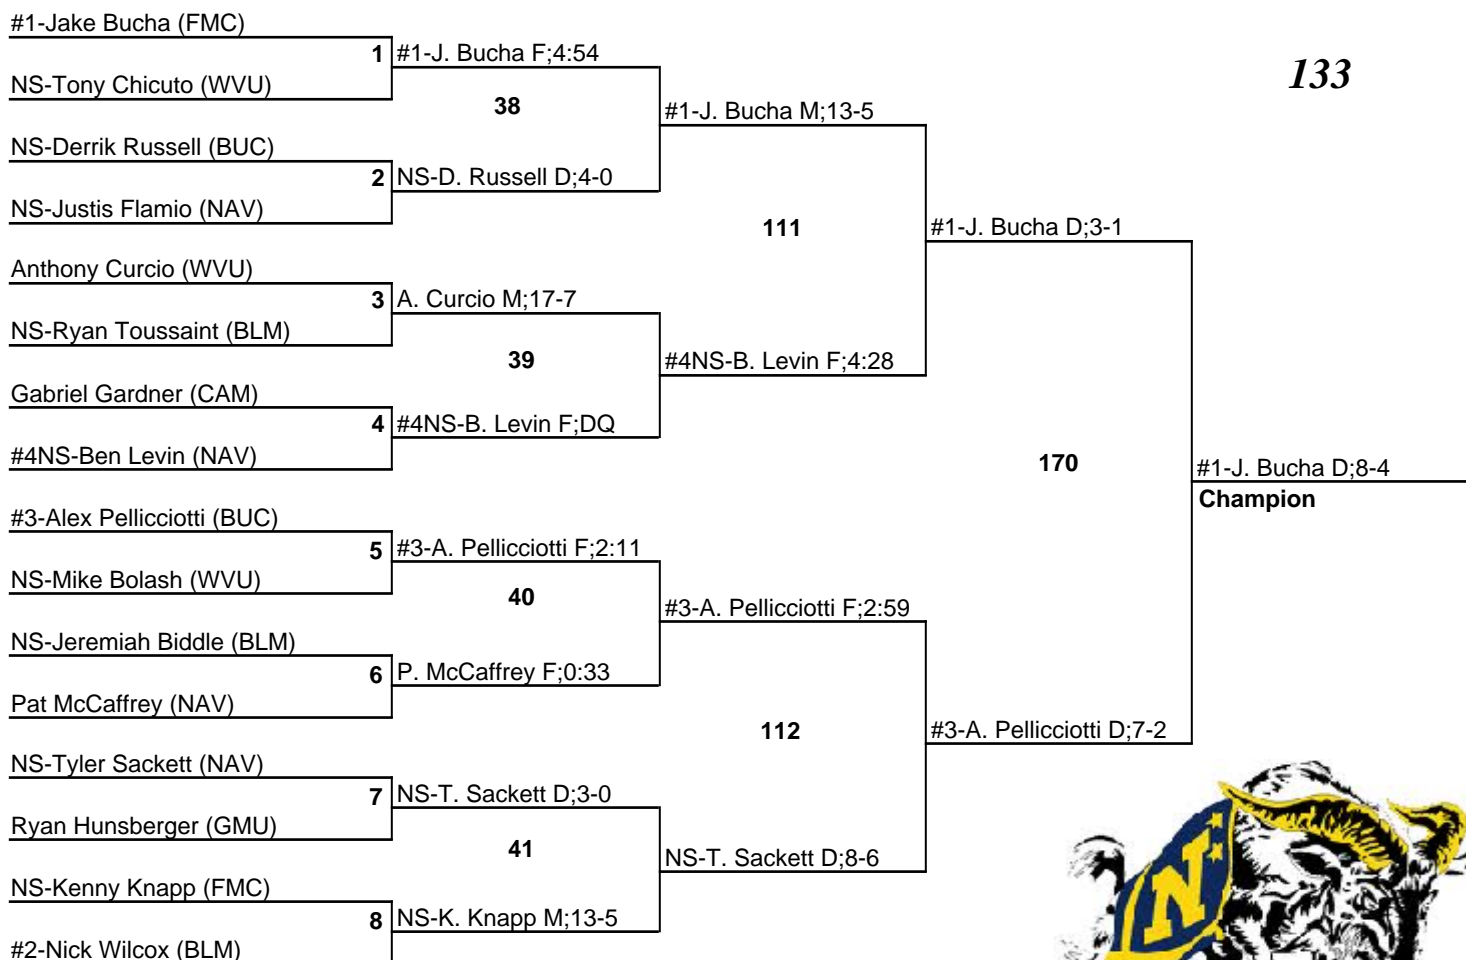 #1-Jake Bucha (FMC)
1 #1-J. Bucha F;4:54
133
NS-Tony Chicuto (WVU)
38
#1-J. Bucha M;13-5
NS-Derrik Russell (BUC)
2 NS-D. Russell D;4-0
NS-Justis Flamio (NAV)
111
#1-J. Bucha D;3-1
Anthony Curcio (WVU)
3 A. Curcio M;17-7
NS-Ryan Toussaint (BLM)
39
#4NS-B. Levin F;4:28
Gabriel Gardner (CAM)
4 #4NS-B. Levin F;DQ
#4NS-Ben Levin (NAV)
170
#1-J. Bucha D;8-4
Champion
#3-Alex Pellicciotti (BUC)
5 #3-A. Pellicciotti F;2:11
NS-Mike Bolash (WVU)
40
#3-A. Pellicciotti F;2:59
NS-Jeremiah Biddle (BLM)
6 P. McCaffrey F;0:33
Pat McCaffrey (NAV)
112
#3-A. Pellicciotti D;7-2
NS-Tyler Sackett (NAV)
7 NS-T. Sackett D;3-0
Ryan Hunsberger (GMU)
41
NS-T. Sackett D;8-6
NS-Kenny Knapp (FMC)
8 NS-K. Knapp M;13-5
#2-Nick Wilcox (BLM)
N